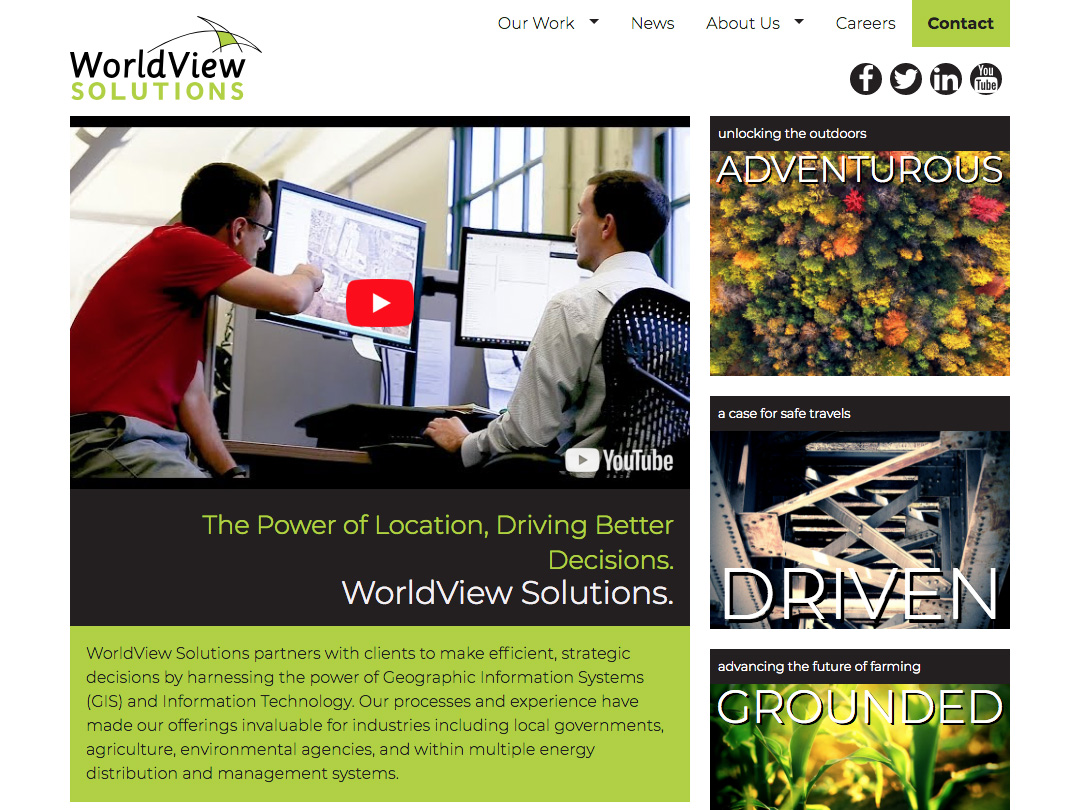 Our Work
News
About Us
Careers
Contact
WorldView
SOLUTIONS
You
Tube
unlocking the outdoors
ADVENTUROUS
YouTube
a case for safe travels
DRIVEN
The Power of Location, Driving Better
Decisions.
WorldView Solutions.
WorldView Solutions partners with clients to make efficient, strategic
decisions by harnessing the power of Geographic Information Systems
(GIS) and Information Technology. Our processes and experience have
made our offerings invaluable for industries including local governments,
agriculture, environmental agencies, and within multiple energy
distribution and management systems.
advancing the future of farming
GROUNDED